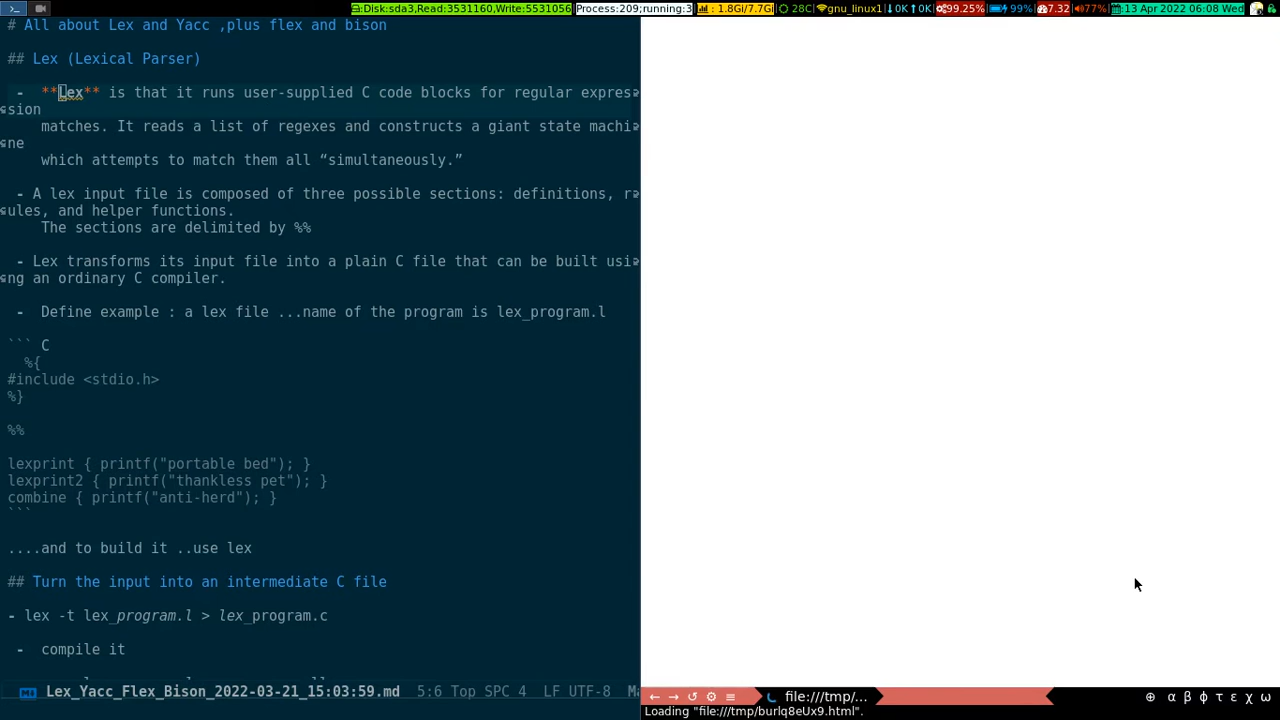 Disk:sda3,Read:3531160,Write:5531056 Process:209;running:3 : 1.8Gi/7.7Gi 28C gnu_linux1 ↓0K ↑0K 99.25% 99% 7.32 77% :13 Apr 2022 06:08 Wed
# All about Lex and Yacc ,plus flex and bison
## Lex (Lexical Parser)
- **Lex** is that it runs user-supplied C code blocks for regular expres
sion
matches. It reads a list of regexes and constructs a giant state machi
ne
which attempts to match them all “simultaneously.”
- A lex input file is composed of three possible sections: definitions, r
ules, and helper functions.
The sections are delimited by %%
- Lex transforms its input file into a plain C file that can be built usi
ng an ordinary C compiler.
- Define example : a lex file ...name of the program is lex_program.l
``` C
%{
#include <stdio.h>
%}
%%
lexprint { printf("portable bed"); }
lexprint2 { printf("thankless pet"); }
combine { printf("anti-herd"); }
```
....and to build it ..use lex
## Turn the input into an intermediate C file
- lex -t lex_program.l > lex_program.c
- compile it
Lex_Yacc_Flex_Bison_2022-03-21_15:03:59.md 5:6 Top SPC 4 LF UTF-8
← → ↺ ⚙ ≡ file:///tmp/... ⊕ α β ϕ τ ε χ ω
Loading "file:///tmp/burlq8eUx9.html".